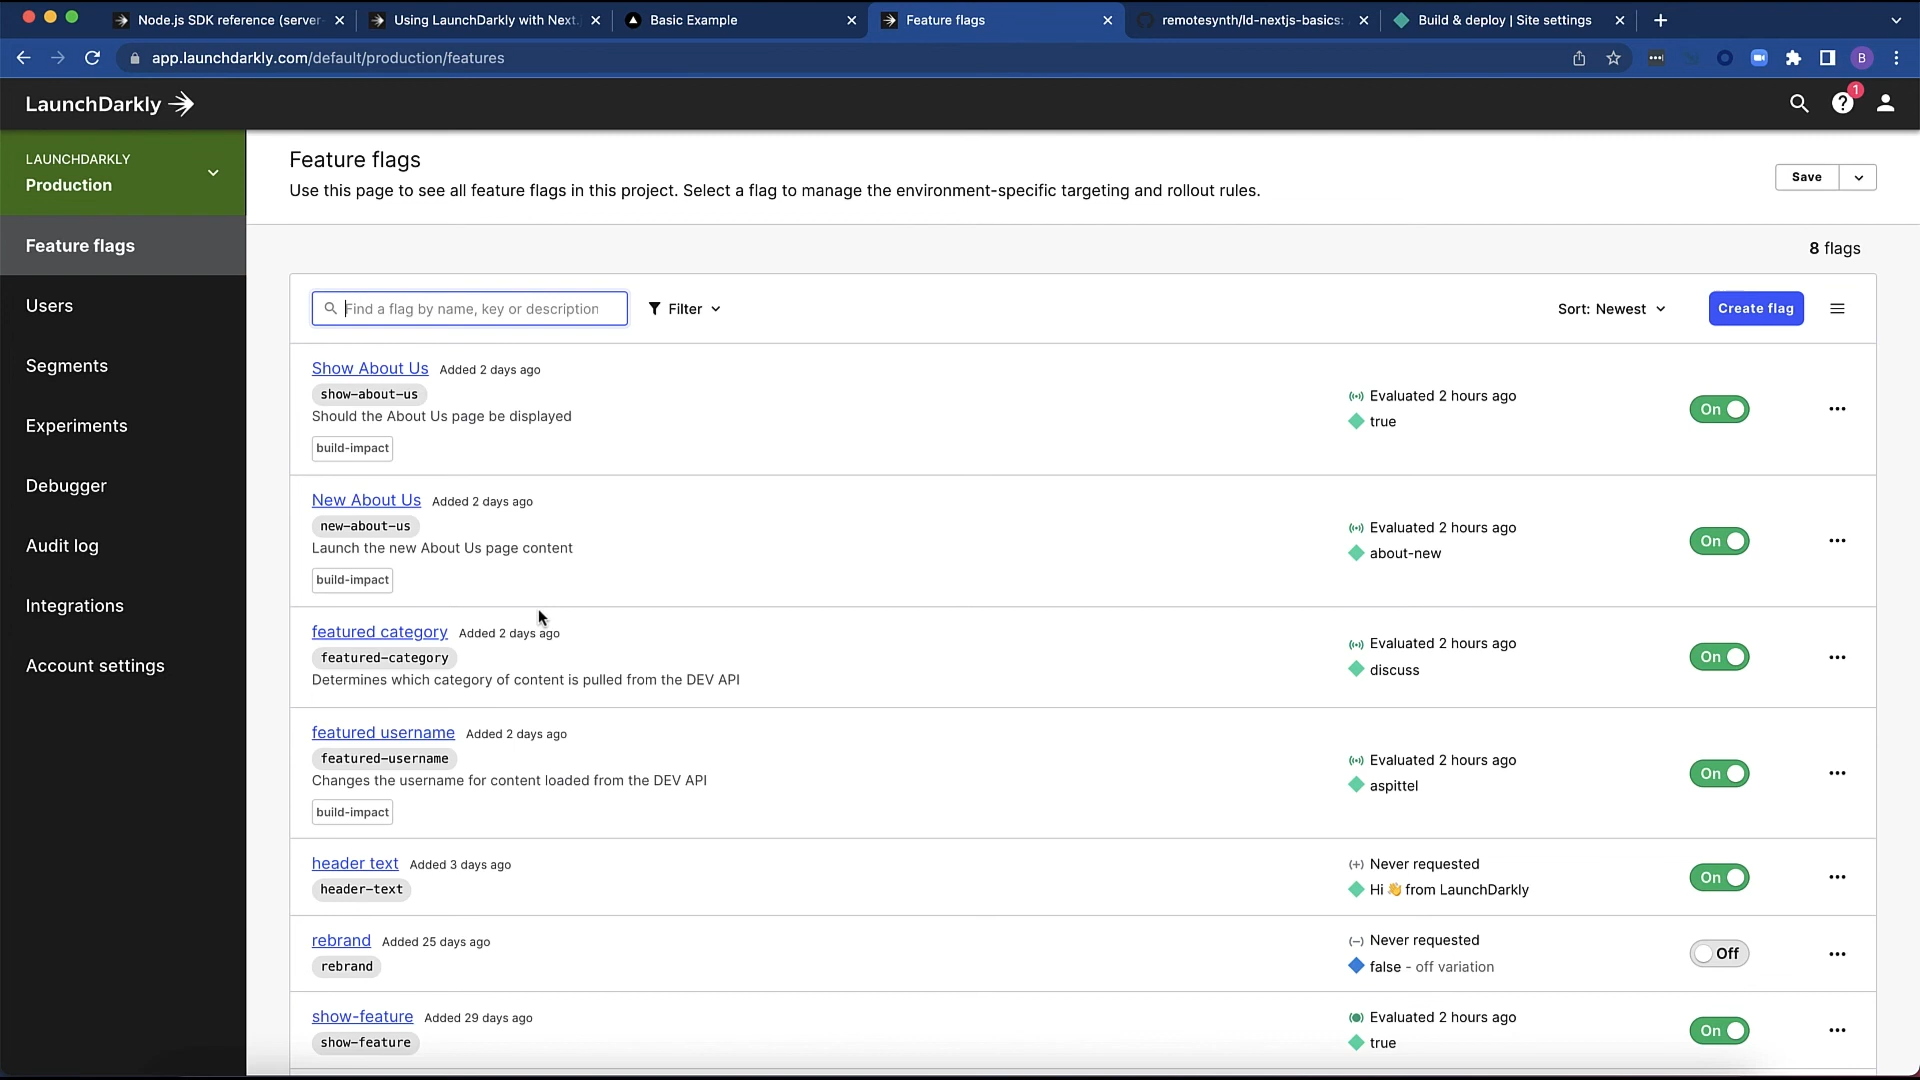 Node.js SDK reference (server-
Using LaunchDarkly with Next.
Basic Example
Feature flags
remotesynth/ld-nextjs-basics:
Build & deploy | Site settings
app.launchdarkly.com/default/production/features
B
LaunchDarkly
1
LAUNCHDARKLY
Production
Feature flags
Users
Segments
Experiments
Debugger
Audit log
Integrations
Account settings
Feature flags
Use this page to see all feature flags in this project. Select a flag to manage the environment-specific targeting and rollout rules.
Save
8 flags
Find a flag by name, key or description
Filter
Sort: Newest
Create flag
Show About Us Added 2 days ago
show-about-us
Should the About Us page be displayed
build-impact
Evaluated 2 hours ago
true
On
New About Us Added 2 days ago
new-about-us
Launch the new About Us page content
build-impact
Evaluated 2 hours ago
about-new
On
featured category Added 2 days ago
featured-category
Determines which category of content is pulled from the DEV API
Evaluated 2 hours ago
discuss
On
featured username Added 2 days ago
featured-username
Changes the username for content loaded from the DEV API
build-impact
Evaluated 2 hours ago
aspittel
On
header text Added 3 days ago
header-text
Never requested
Hi 👋 from LaunchDarkly
On
rebrand Added 25 days ago
rebrand
Never requested
false - off variation
Off
show-feature Added 29 days ago
show-feature
Evaluated 2 hours ago
true
On